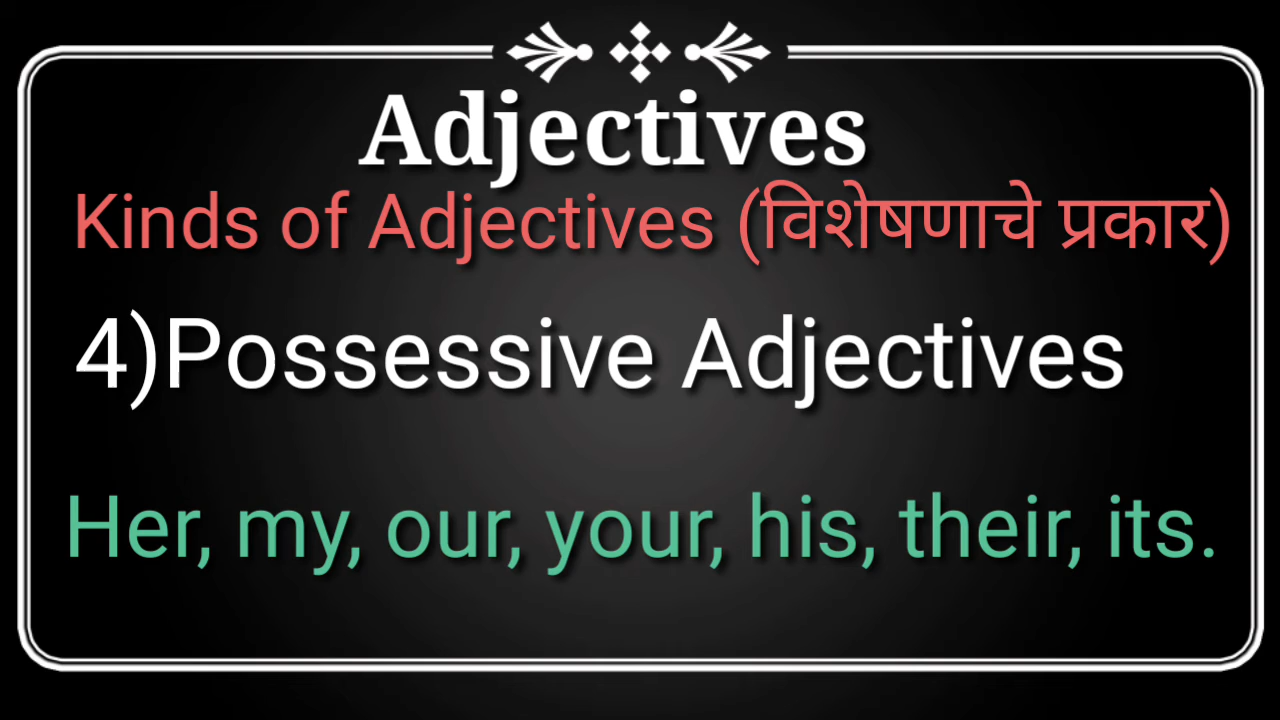 Adjectives
Kinds of Adjectives (विशेषणाचे प्रकार)
4)Possessive Adjectives
Her, my, our, your, his, their, its.